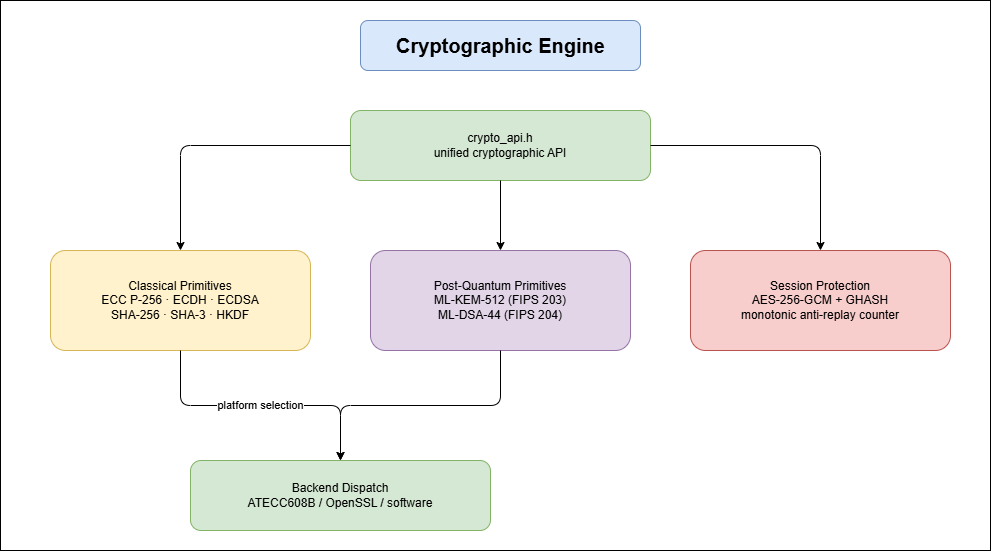 Cryptographic Engine
crypto_api.h
unified cryptographic API
Classical Primitives
ECC P-256 · ECDH · ECDSA
SHA-256 · SHA-3 · HKDF
Post-Quantum Primitives
ML-KEM-512 (FIPS 203)
ML-DSA-44 (FIPS 204)
Session Protection
AES-256-GCM + GHASH
monotonic anti-replay counter
platform selection
Backend Dispatch
ATECC608B / OpenSSL / software